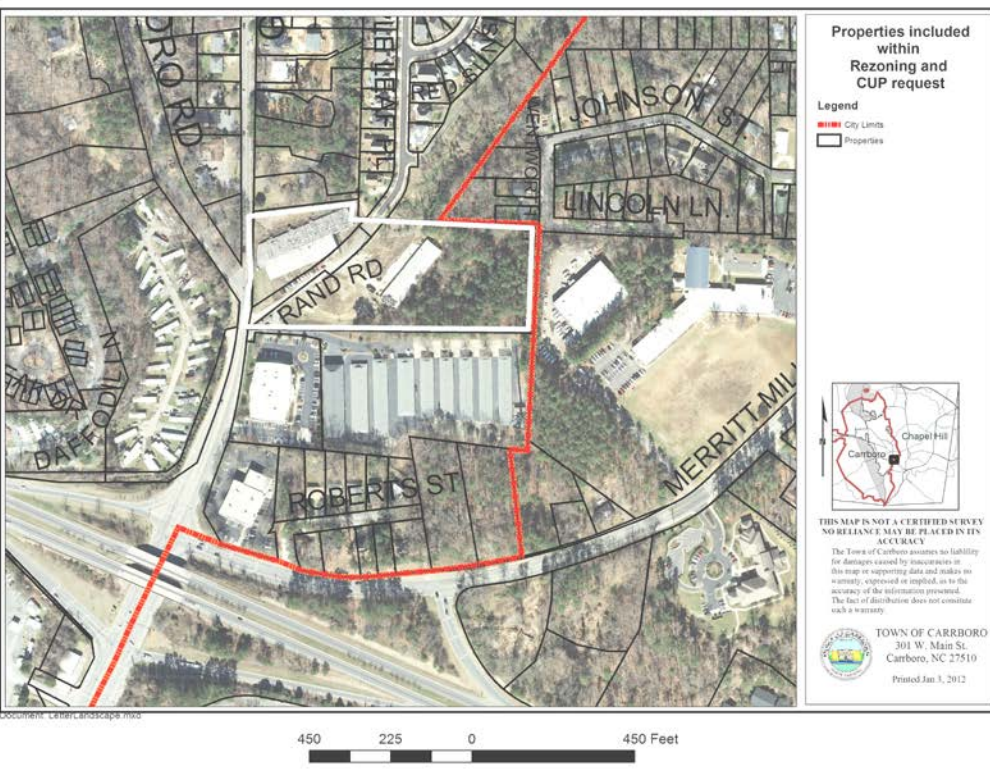 Properties included
within
Rezoning and
CUP request
Legend
City Limits
Properties
JOHNSON ST
LINCOLN LN.
RAND RD
ROBERTS ST
MERRITT MILL
Chapel Hill
Carrboro
N
THIS MAP IS NOT A CERTIFIED SURVEY
NO RELIANCE MAY BE PLACED IN ITS
ACCURACY
The Town of Carrboro assumes no liability
for damages caused by inaccuracies in
this map or supporting data and makes no
warranty, expressed or implied, as to the
accuracy of the information presented.
The fact of distribution does not constitute
such a warranty.
TOWN OF CARRBORO
301 W. Main St.
Carrboro, NC 27510
Printed Jan 3, 2012
Document: LetterLandscape.mxd
450 225 0 450 Feet